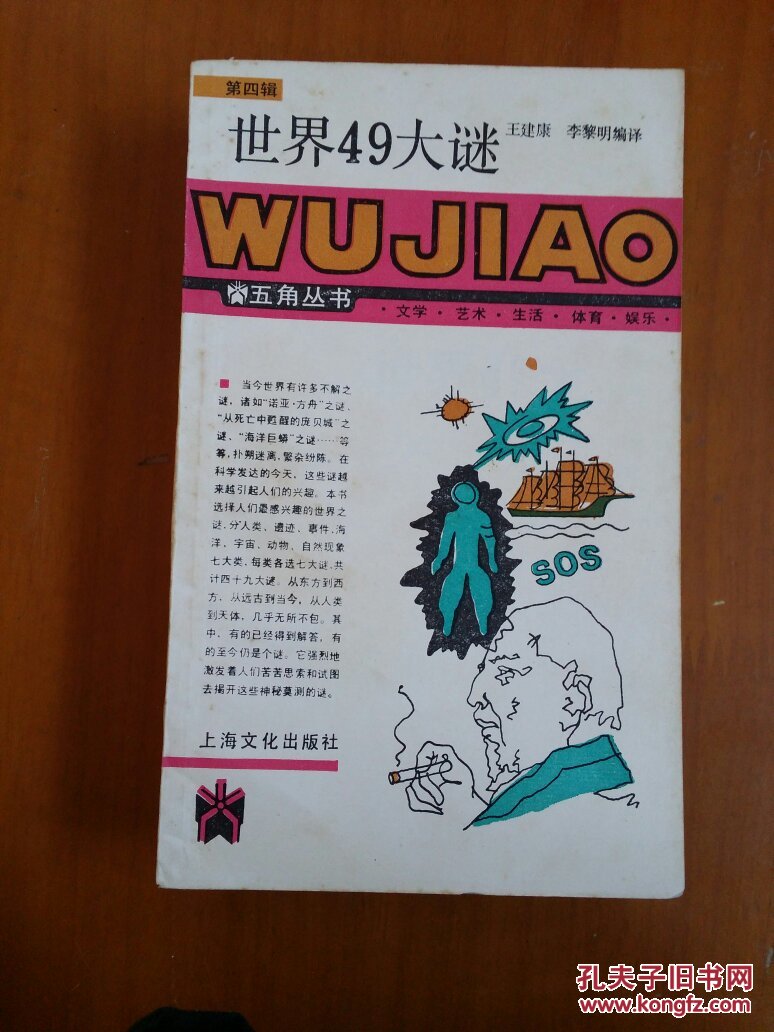 第四辑
世界49大谜
王建康 李黎明编译
WUJIAO
五角丛书
·文学·艺术·生活·体育·娱乐·
当今世界有许多不解之
谜，诸如“诺亚·方舟”之谜、
“从死亡中甦醒的庞贝城”之
谜、“海洋巨蟒”之谜……等
等，扑朔迷离，繁杂纷陈。在
科学发达的今天，这些谜越
来越引起人们的兴趣。本书
选择人们最感兴趣的世界之
谜，分人类、遗迹、事件、海
洋、宇宙、动物、自然现象
七大类，每类各选七大谜，共
计四十九大谜。从东方到西
方，从远古到当今，从人类
到天体，几乎无所不包。其
中，有的已经得到解答，有
的至今仍是个谜。它强烈地
激发着人们苦苦思索和试图
去揭开这些神秘莫测的谜。
SOS
上海文化出版社
孔夫子旧书网
www.kongfz.com